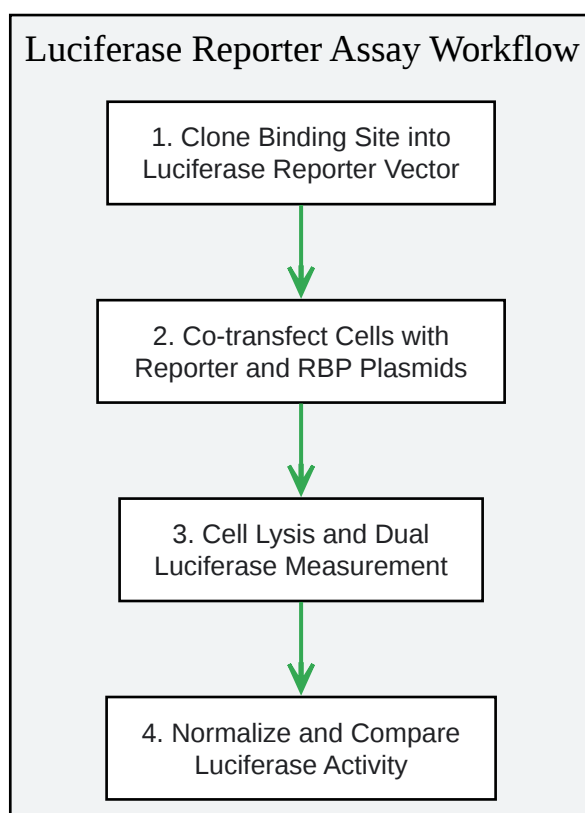 Luciferase Reporter Assay Workflow
1. Clone Binding Site into
Luciferase Reporter Vector
2. Co-transfect Cells with
Reporter and RBP Plasmids
3. Cell Lysis and Dual
Luciferase Measurement
4. Normalize and Compare
Luciferase Activity